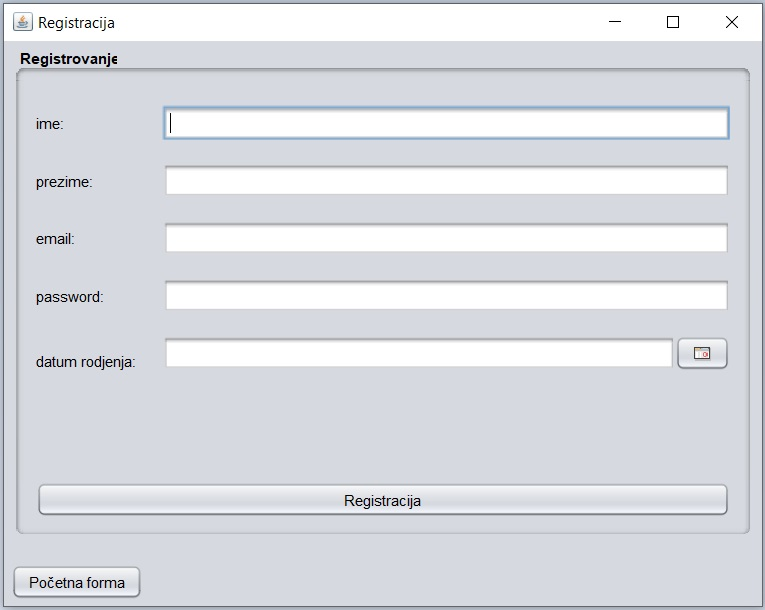 Registracija
Registrovanje
ime:
prezime:
email:
password:
datum rodjenja:
Registracija
Početna forma